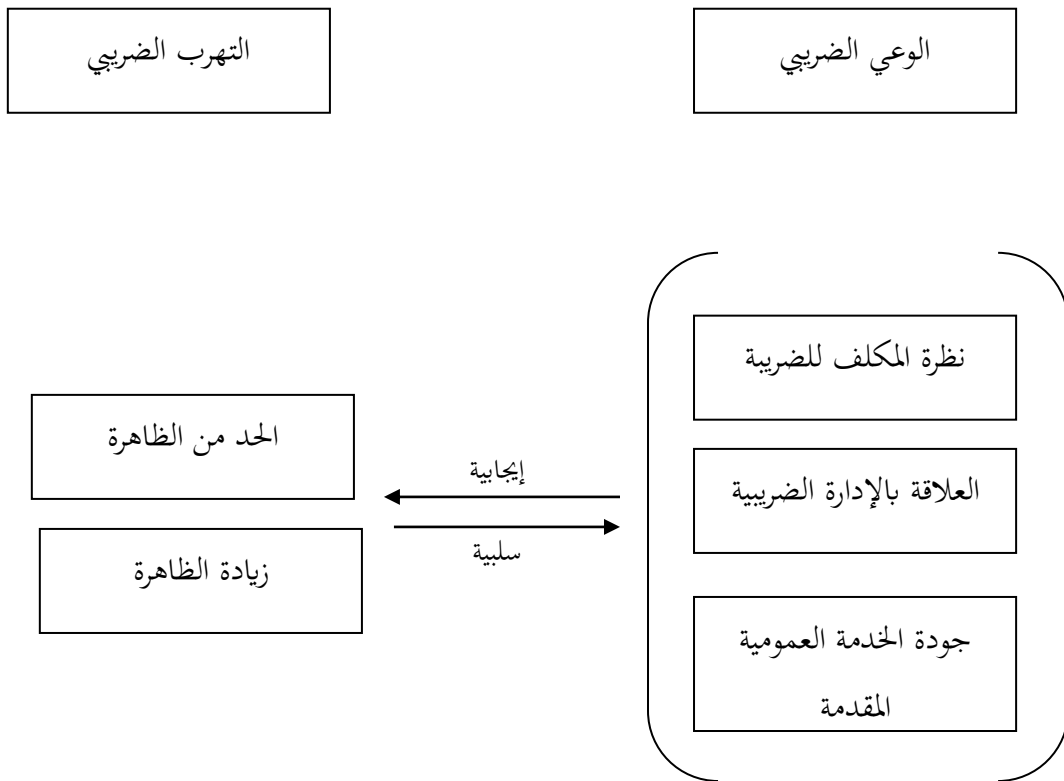 الوعي الضريبي
التهرب الضريبي
نظرة المكلف للضريبة
العلاقة بالإدارة الضريبية
جودة الخدمة العمومية
المقدمة
إيجابية
سلبية
الحد من الظاهرة
زيادة الظاهرة